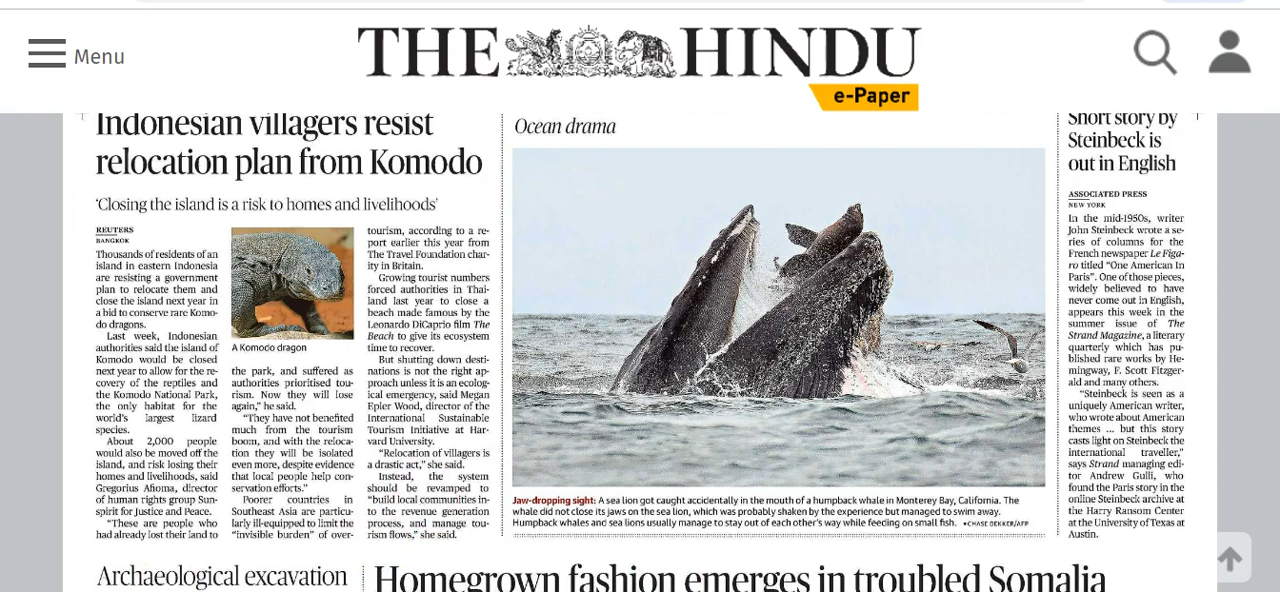 Menu
THE HINDU
e-Paper
Indonesian villagers resist
relocation plan from Komodo
'Closing the island is a risk to homes and livelihoods'
REUTERS
BANGKOK
Thousands of residents of an
island in eastern Indonesia
are resisting a government
plan to relocate them and
close the island next year in
a bid to conserve rare Komo-
do dragons.
Last week, Indonesian
authorities said the island of
Komodo would be closed
next year to allow for the re-
covery of the reptiles and
the Komodo National Park,
the only habitat for the
world's largest lizard
species.
About 2,000 people
would also be moved off the
island, and risk losing their
homes and livelihoods, said
Gregorius Afioma, director
of human rights group Sun-
spirit for Justice and Peace.
"These are people who
had already lost their land to
A Komodo dragon
the park, and suffered as
authorities prioritised tou-
rism. Now they will lose
again," he said.
"They have not benefited
much from the tourism
boom, and with the reloca-
tion they will be isolated
even more, despite evidence
that local people help con-
servation efforts."
Poorer countries in
Southeast Asia are particu-
larly ill-equipped to limit the
"invisible burden" of over-
tourism, according to a re-
port earlier this year from
The Travel Foundation char-
ity in Britain.
Growing tourist numbers
forced authorities in Thai-
land last year to close a
beach made famous by the
Leonardo DiCaprio film The
Beach to give its ecosystem
time to recover.
But shutting down desti-
nations is not the right ap-
proach unless it is an ecolog-
ical emergency, said Megan
Epler Wood, director of the
International Sustainable
Tourism Initiative at Har-
vard University.
"Relocation of villages is
a drastic act," she said.
Instead, the system
should be revamped to
"build local communities in-
to the revenue generation
process, and manage tou-
rism flows," she said.
Ocean drama
Jaw-dropping sight: A sea lion got caught accidentally in the mouth of a humpback whale in Monterey Bay, California. The
whale did not close its jaws on the sea lion, which was probably shaken by the experience but managed to swim away.
Humpback whales and sea lions usually manage to stay out of each other's way while feeding on small fish. •CHASE DEKKER/AFP
Short story by
Steinbeck is
out in English
ASSOCIATED PRESS
NEW YORK
In the mid-1950s, writer
John Steinbeck wrote a se-
ries of columns for the
French newspaper Le Figa-
ro titled "One American In
Paris". One of those pieces,
widely believed to have
never come out in English,
appears this week in the
summer issue of The
Strand Magazine, a literary
quarterly which has pu-
blished rare works by He-
mingway, F. Scott Fitzger-
ald and many others.
"Steinbeck is seen as a
uniquely American writer,
who wrote about American
themes ... but this story
casts light on Steinbeck the
international traveller,"
says Strand managing edi-
tor Andrew Gulli, who
found the Paris story in the
online Steinbeck archive at
the Harry Ransom Center
at the University of Texas at
Austin.
Archaeological excavation
Homegrown fashion emerges in troubled Somalia